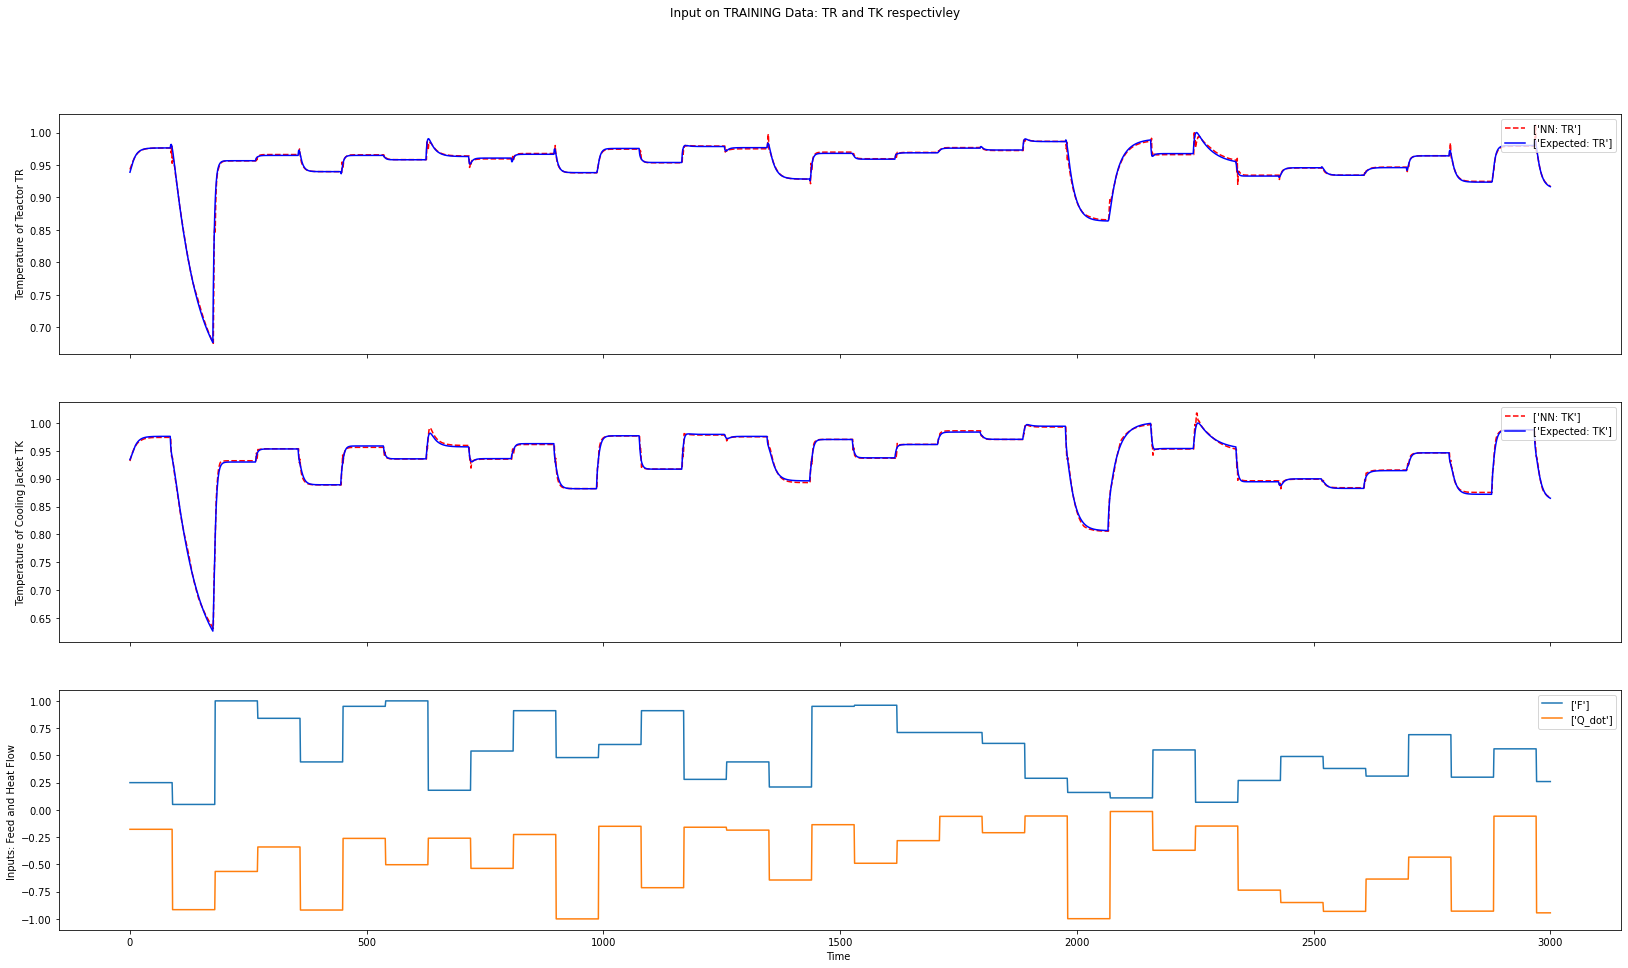 Input on TRAINING Data: TR and TK respectivley
Temperature of Teactor TR
1.00
0.95
0.90
0.85
0.80
0.75
0.70
['NN: TR']
['Expected: TR']
Temperature of Cooling Jacket TK
1.00
0.95
0.90
0.85
0.80
0.75
0.70
0.65
['NN: TK']
['Expected: TK']
Inputs: Feed and Heat Flow
1.00
0.75
0.50
0.25
0.00
−0.25
−0.50
−0.75
−1.00
['F']
['Q_dot']
0 500 1000 1500 2000 2500 3000
Time